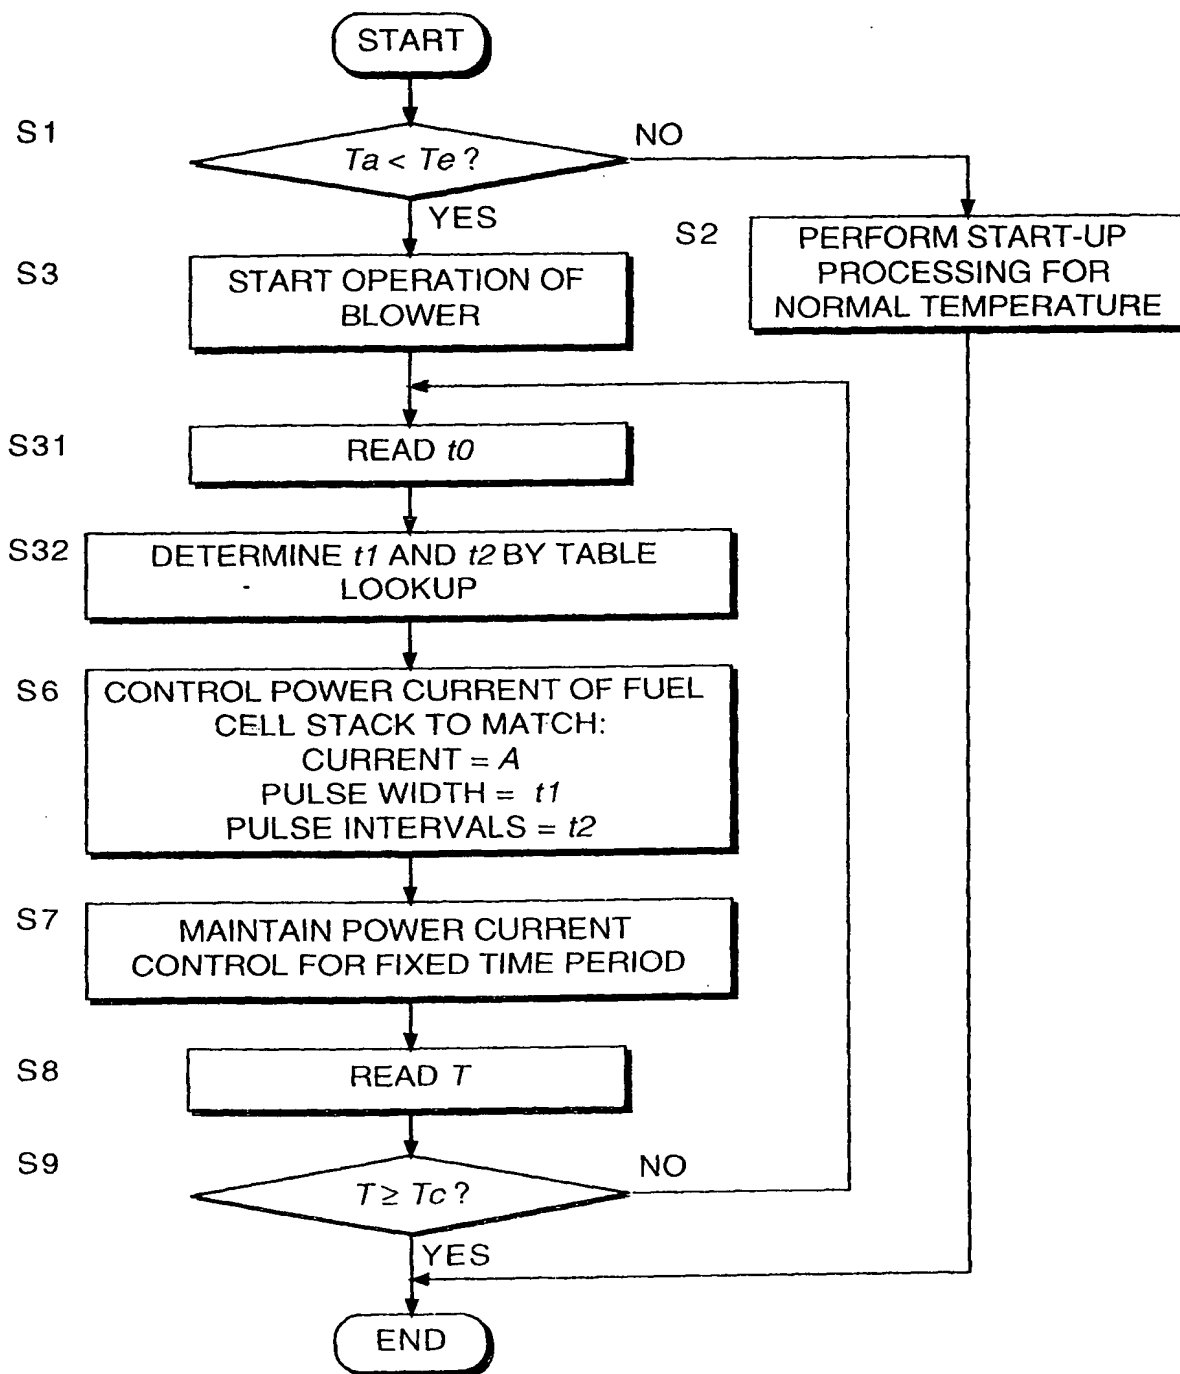 START
S1
Ta < Te ?
NO
YES
S2
PERFORM START-UP
PROCESSING FOR
NORMAL TEMPERATURE
S3
START OPERATION OF
BLOWER
S31
READ t0
S32
DETERMINE t1 AND t2 BY TABLE
LOOKUP
S6
CONTROL POWER CURRENT OF FUEL
CELL STACK TO MATCH:
CURRENT = A
PULSE WIDTH = t1
PULSE INTERVALS = t2
S7
MAINTAIN POWER CURRENT
CONTROL FOR FIXED TIME PERIOD
S8
READ T
S9
T ≥ Tc ?
NO
YES
END